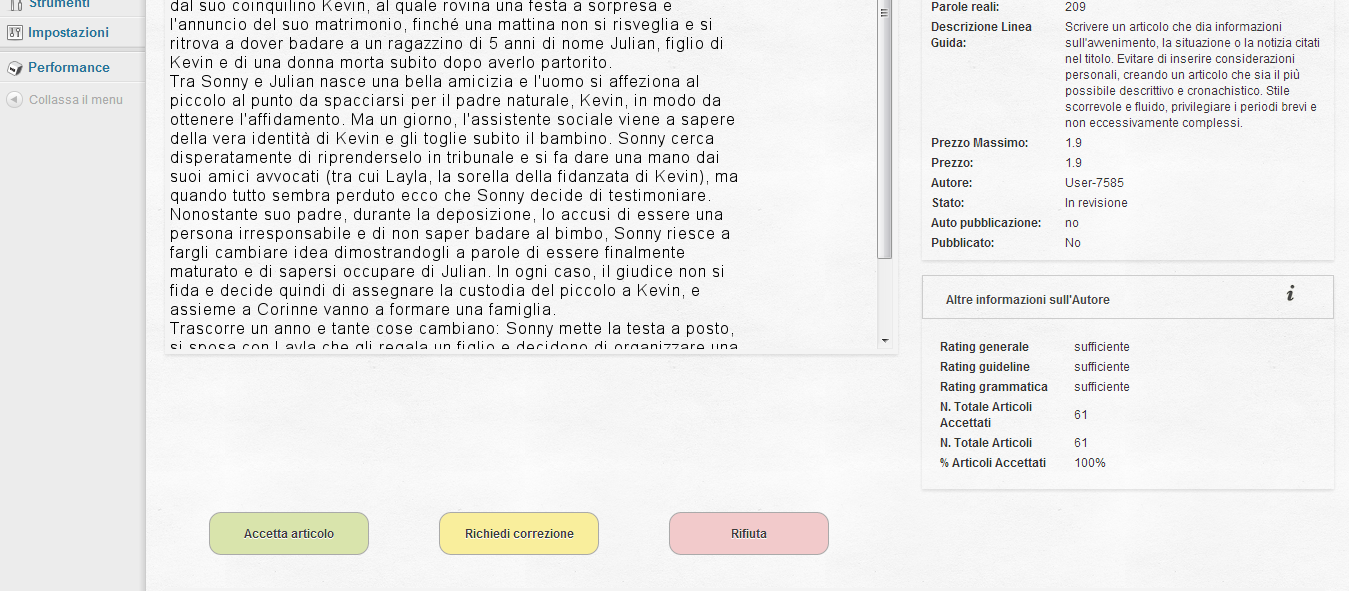 Strumenti
Impostazioni
Performance
Collassa il menu
dal suo coinquilino Kevin, al quale rovina una festa a sorpresa e
l'annuncio del suo matrimonio, finché una mattina non si risveglia e si
ritrova a dover badare a un ragazzino di 5 anni di nome Julian, figlio di
Kevin e di una donna morta subito dopo averlo partorito.
Tra Sonny e Julian nasce una bella amicizia e l'uomo si affeziona al
piccolo al punto da spacciarsi per il padre naturale, Kevin, in modo da
ottenere l'affidamento. Ma un giorno, l'assistente sociale viene a sapere
della vera identità di Kevin e gli toglie subito il bambino. Sonny cerca
disperatamente di riprenderselo in tribunale e si fa dare una mano dai
suoi amici avvocati (tra cui Layla, la sorella della fidanzata di Kevin), ma
quando tutto sembra perduto ecco che Sonny decide di testimoniare.
Nonostante suo padre, durante la deposizione, lo accusi di essere una
persona irresponsabile e di non saper badare al bimbo, Sonny riesce a
fargli cambiare idea dimostrandogli a parole di essere finalmente
maturato e di sapersi occupare di Julian. In ogni caso, il giudice non si
fida e decide quindi di assegnare la custodia del piccolo a Kevin, e
assieme a Corinne vanno a formare una famiglia.
Trascorre un anno e tante cose cambiano: Sonny mette la testa a posto,
si sposa con Layla che gli regala un figlio e decidono di organizzare una
Accetta articolo
Richiedi correzione
Rifiuta
Parole reali: 209
Descrizione Linea Guida: Scrivere un articolo che dia informazioni
sull'avvenimento, la situazione o la notizia citati
nel titolo. Evitare di inserire considerazioni
personali, creando un articolo che sia il più
possibile descrittivo e cronachistico. Stile
scorrevole e fluido, privilegiare i periodi brevi e
non eccessivamente complessi.
Prezzo Massimo: 1.9
Prezzo: 1.9
Autore: User-7585
Stato: In revisione
Auto pubblicazione: no
Pubblicato: No
Altre informazioni sull'Autore
i
Rating generale sufficiente
Rating guideline sufficiente
Rating grammatica sufficiente
N. Totale Articoli
Accettati 61
N. Totale Articoli 61
% Articoli Accettati 100%